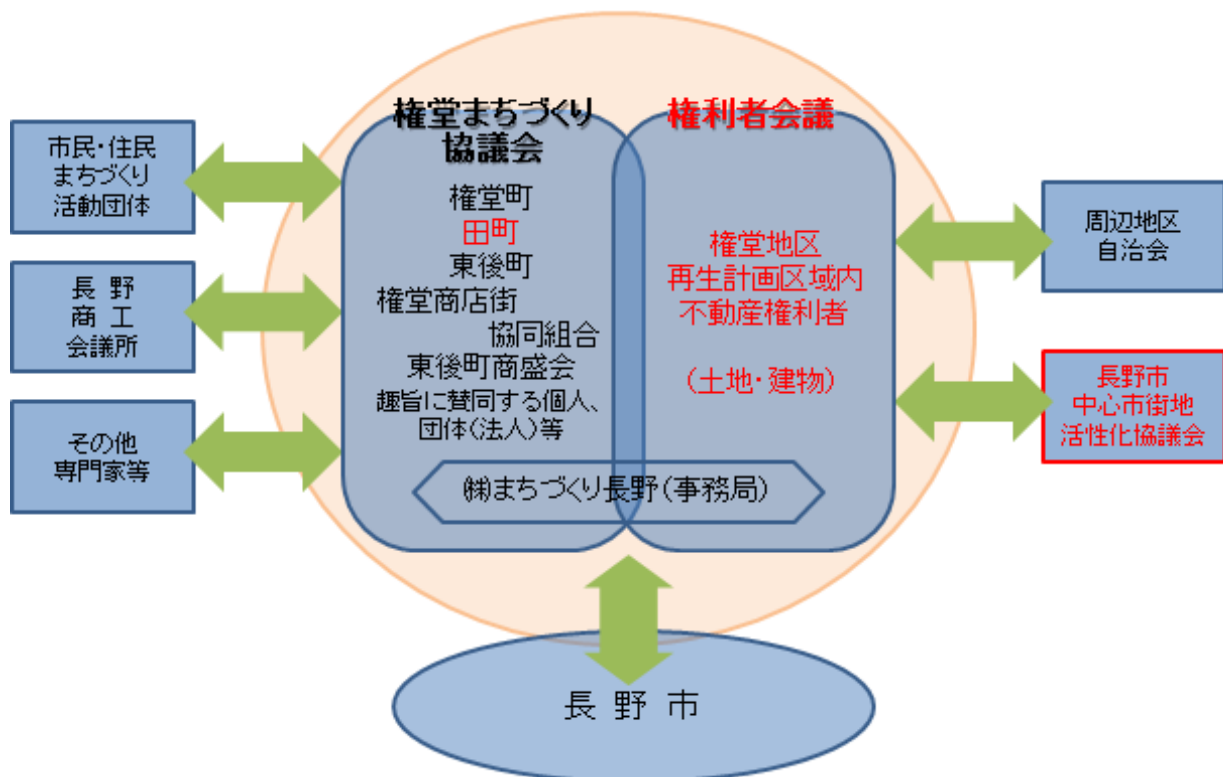 権堂まちづくり
協議会
権利者会議
市民・住民
まちづくり
活動団体
長 野
商 工
会議所
その他
専門家等
権堂町
田町
東後町
権堂商店街
協同組合
東後町商盛会
趣旨に賛同する個人、
団体(法人)等
権堂地区
再生計画区域内
不動産権利者
(土地・建物)
㈱まちづくり長野(事務局)
周辺地区
自治会
長野市
中心市街地
活性化協議会
長 野 市